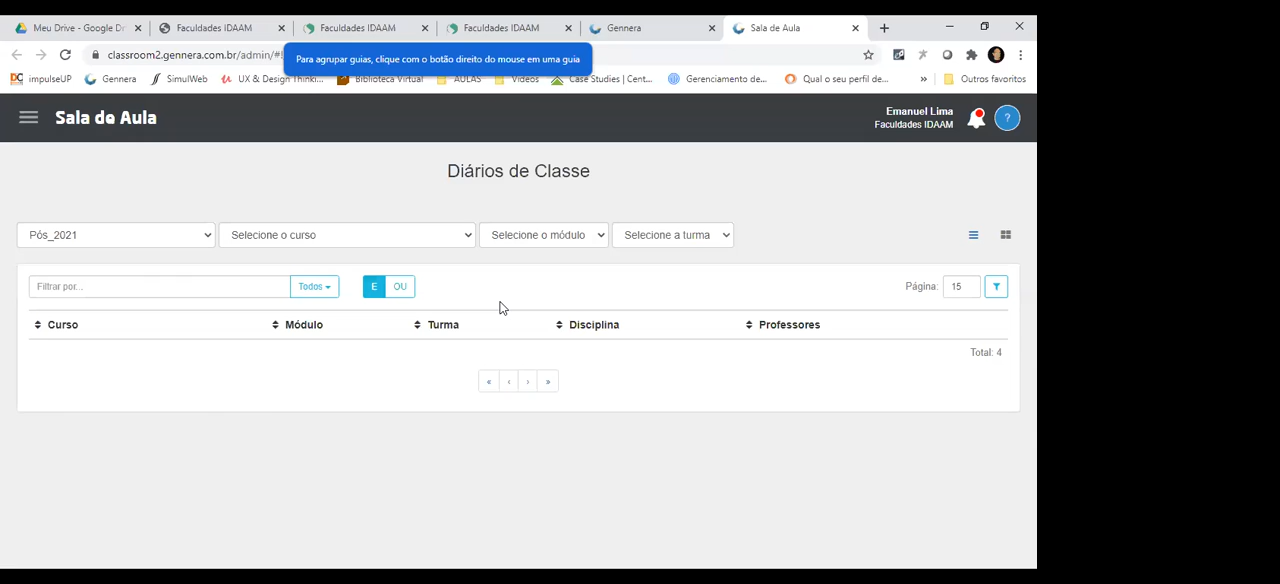 Meu Drive - Google Dr
Faculdades IDAAM
Faculdades IDAAM
Faculdades IDAAM
Gennera
Sala de Aula
classroom2.gennera.com.br/admin/#
Para agrupar guias, clique com o botão direito do mouse em uma guia
impulseUP
Gennera
SimulWeb
UX & Design Thinki...
Biblioteca Virtual
AULAS
Vídeos
Case Studies | Cent...
Gerenciamento de...
Qual o seu perfil de...
»
Outros favoritos
Sala de Aula
Emanuel Lima
Faculdades IDAAM
?
Diários de Classe
Pós_2021
Selecione o curso
Selecione o módulo
Selecione a turma
Filtrar por...
Todos
E
OU
Página:
15
Curso
Módulo
Turma
Disciplina
Professores
Total: 4
« ‹ › »